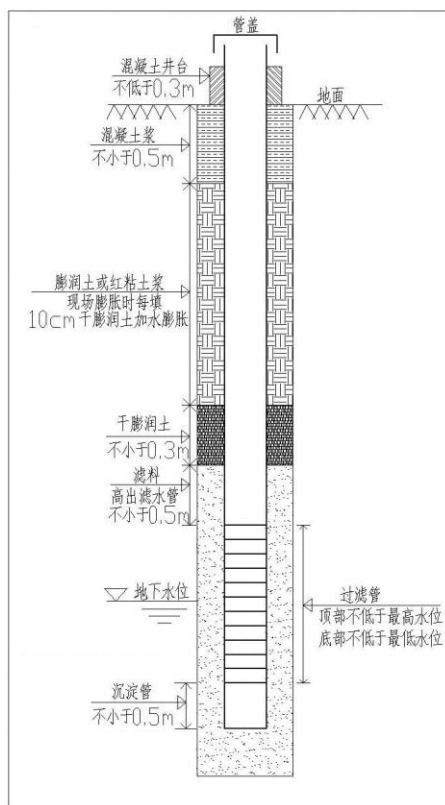 管盖
混凝土井台
不低于0.3m
地面
混凝土浆
不小于0.5m
膨润土或红粘土浆
现场膨胀时每填
10cm干膨润土加水膨胀
干膨润土
不小于0.3m
滤料
高出滤水管
不小于0.5m
地下水位
过滤管
顶部不低于最高水位
底部不低于最低水位
沉淀管
不小于0.5m